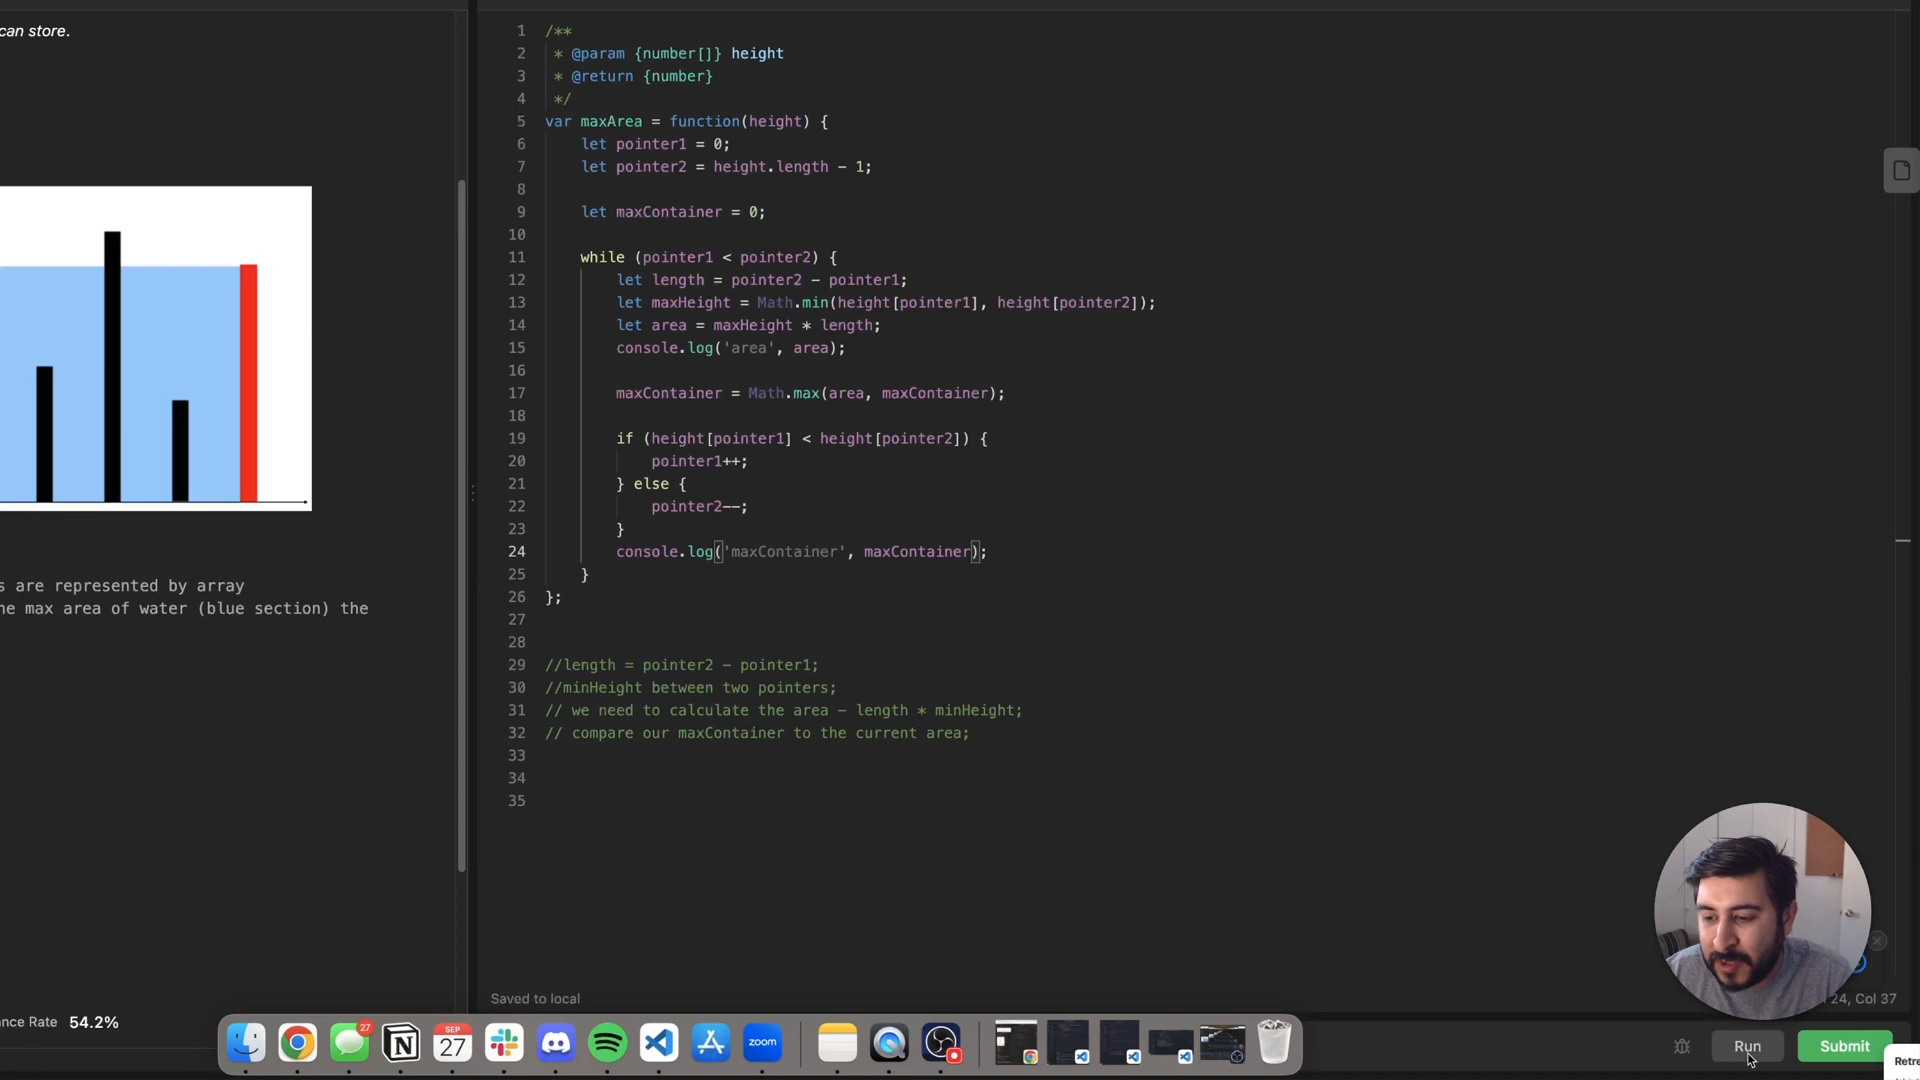 can store.
s are represented by array
ne max area of water (blue section) the
nce Rate 54.2%
1 /**
2 * @param {number[]} height
3 * @return {number}
4 */
5 var maxArea = function(height) {
6 let pointer1 = 0;
7 let pointer2 = height.length - 1;
8
9 let maxContainer = 0;
10
11 while (pointer1 < pointer2) {
12 let length = pointer2 - pointer1;
13 let maxHeight = Math.min(height[pointer1], height[pointer2]);
14 let area = maxHeight * length;
15 console.log('area', area);
16
17 maxContainer = Math.max(area, maxContainer);
18
19 if (height[pointer1] < height[pointer2]) {
20 pointer1++;
21 } else {
22 pointer2--;
23 }
24 console.log('maxContainer', maxContainer);
25 }
26 };
27
28
29 //length = pointer2 - pointer1;
30 //minHeight between two pointers;
31 // we need to calculate the area - length * minHeight;
32 // compare our maxContainer to the current area;
33
34
35
Saved to local
24, Col 37
27
SEP
27
zoom
Run
Submit
Retre